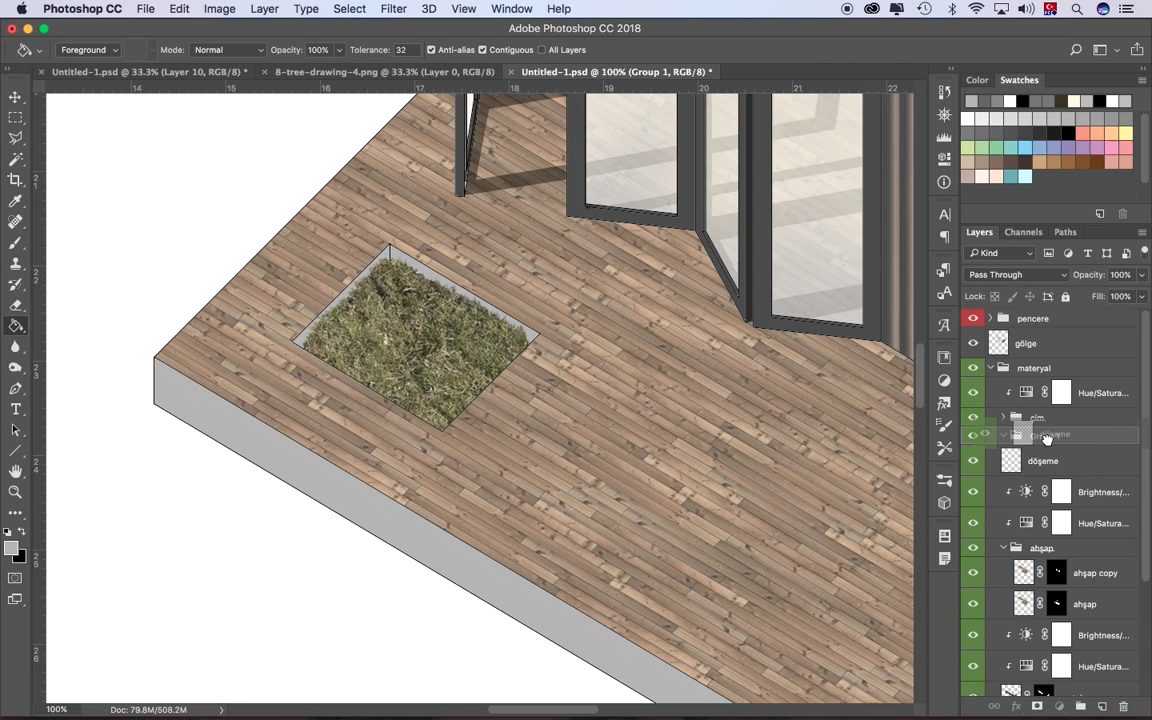 Photoshop CC File Edit Image Layer Type Select Filter 3D View Window Help
Adobe Photoshop CC 2018
Foreground Mode: Normal Opacity: 100% Tolerance: 32 Anti-alias Contiguous All Layers
Untitled-1.psd @ 33.3% (Layer 10, RGB/8) * 8-tree-drawing-4.png @ 33.3% (Layer 0, RGB/8) Untitled-1.psd @ 100% (Group 1, RGB/8) *
14 15 16 17 18 19 20 21 22
Color Swatches
Layers Channels Paths
Kind
Pass Through Opacity: 100%
Lock: Fill: 100%
pencere
gölge
materyal
Hue/Satura...
çim
döşeme
döşeme
Brightness/...
Hue/Satura...
ahşap
ahşap copy
ahşap
Brightness/...
Hue/Satura...
100% Doc: 79.8M/508.2M